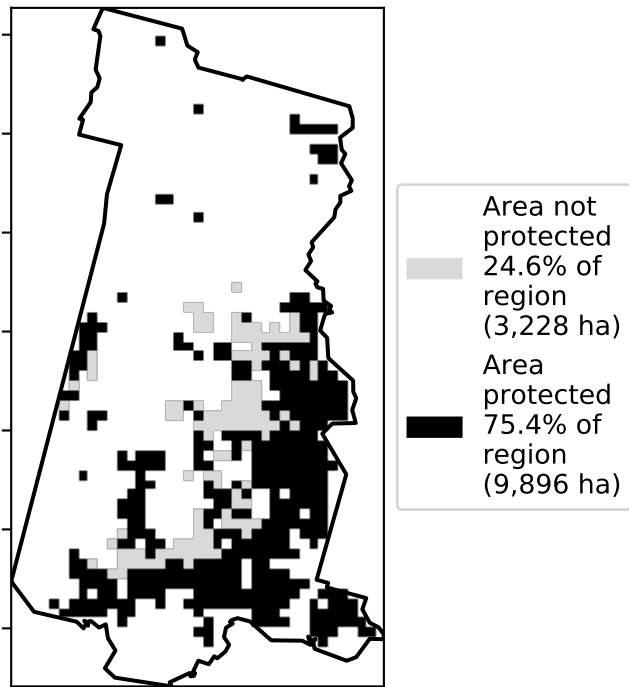 Area not
protected
24.6% of
region
(3,228 ha)
Area
protected
75.4% of
region
(9,896 ha)